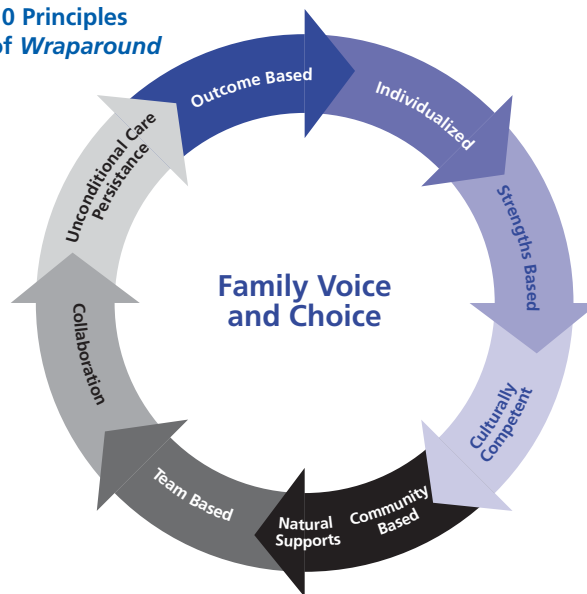 0 Principles
of Wraparound
Outcome Based
Individualized
Strengths Based
Culturally
Competent
Community
Based
Natural
Supports
Team Based
Collaboration
Unconditional Care
Persistance
Family Voice
and Choice